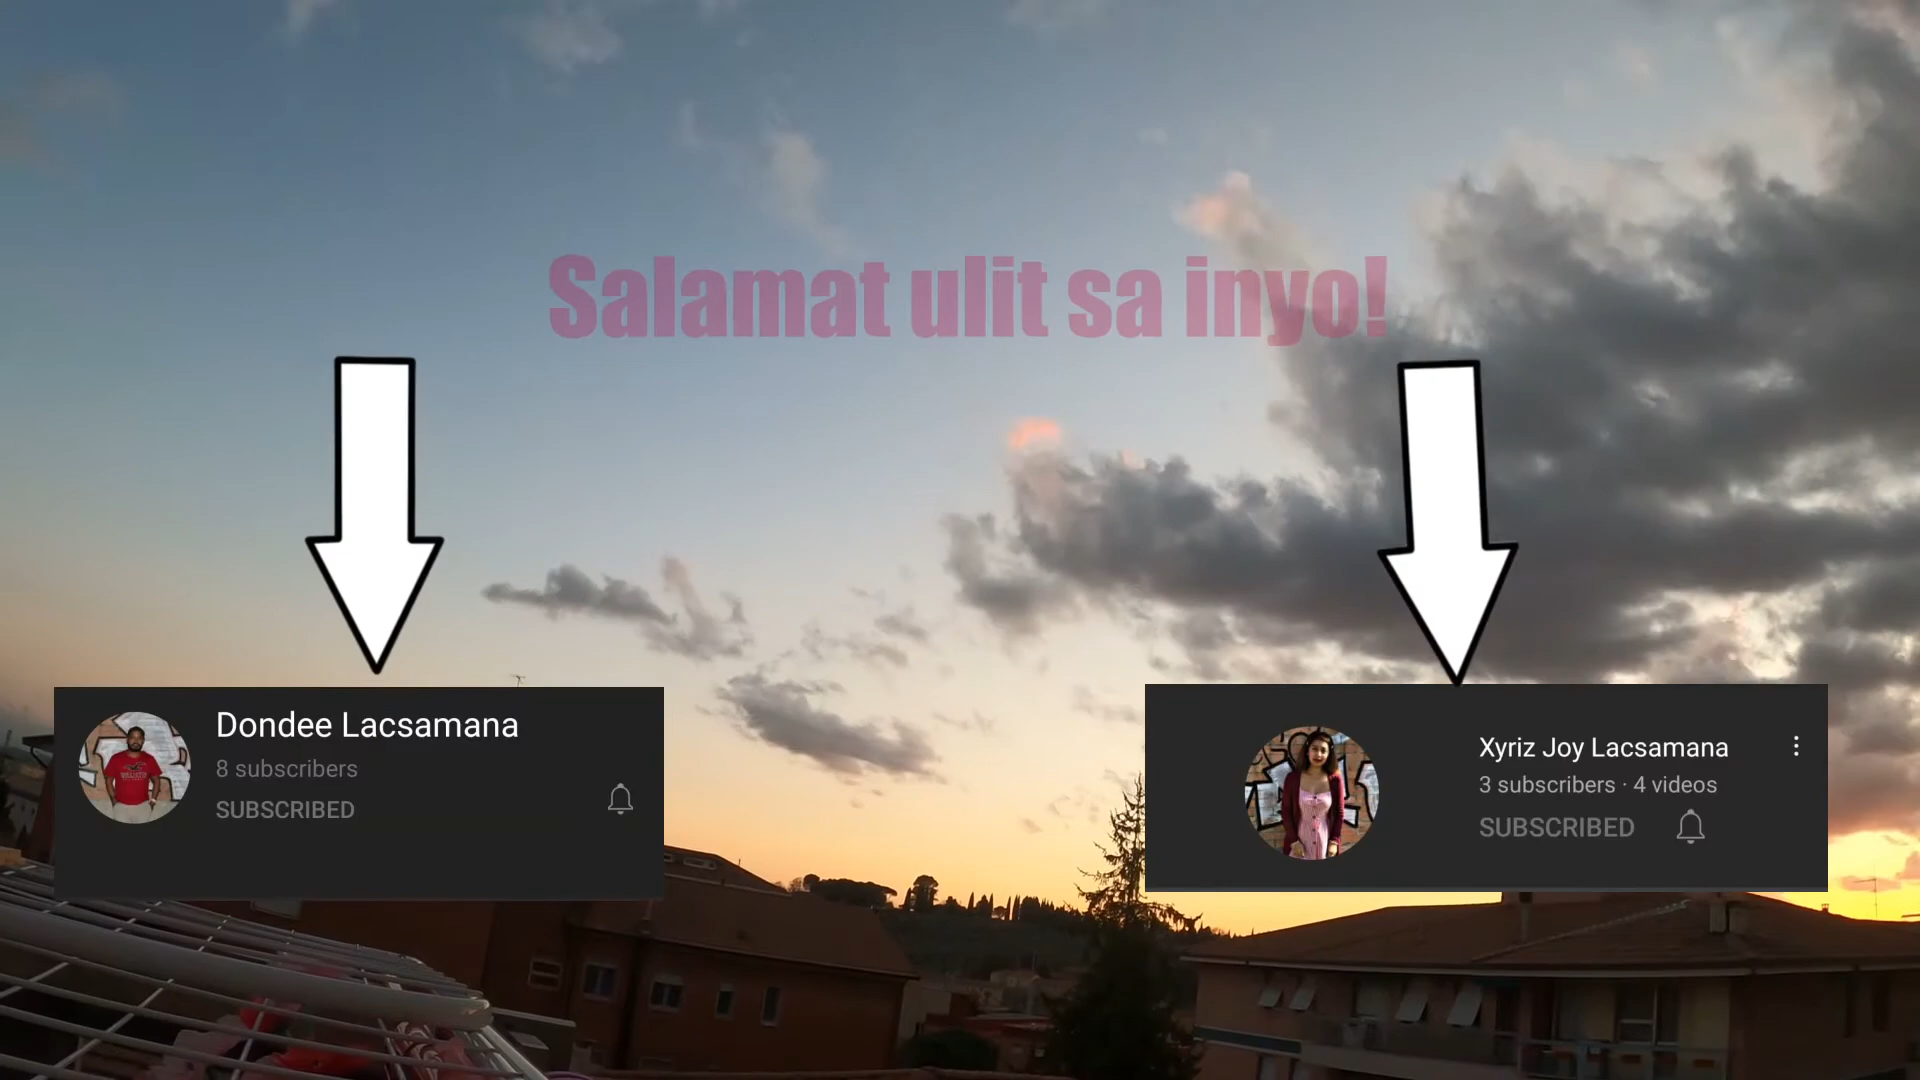 Salamat ulit sa inyo!
Dondee Lacsamana
8 subscribers
SUBSCRIBED
Xyriz Joy Lacsamana
3 subscribers · 4 videos
SUBSCRIBED